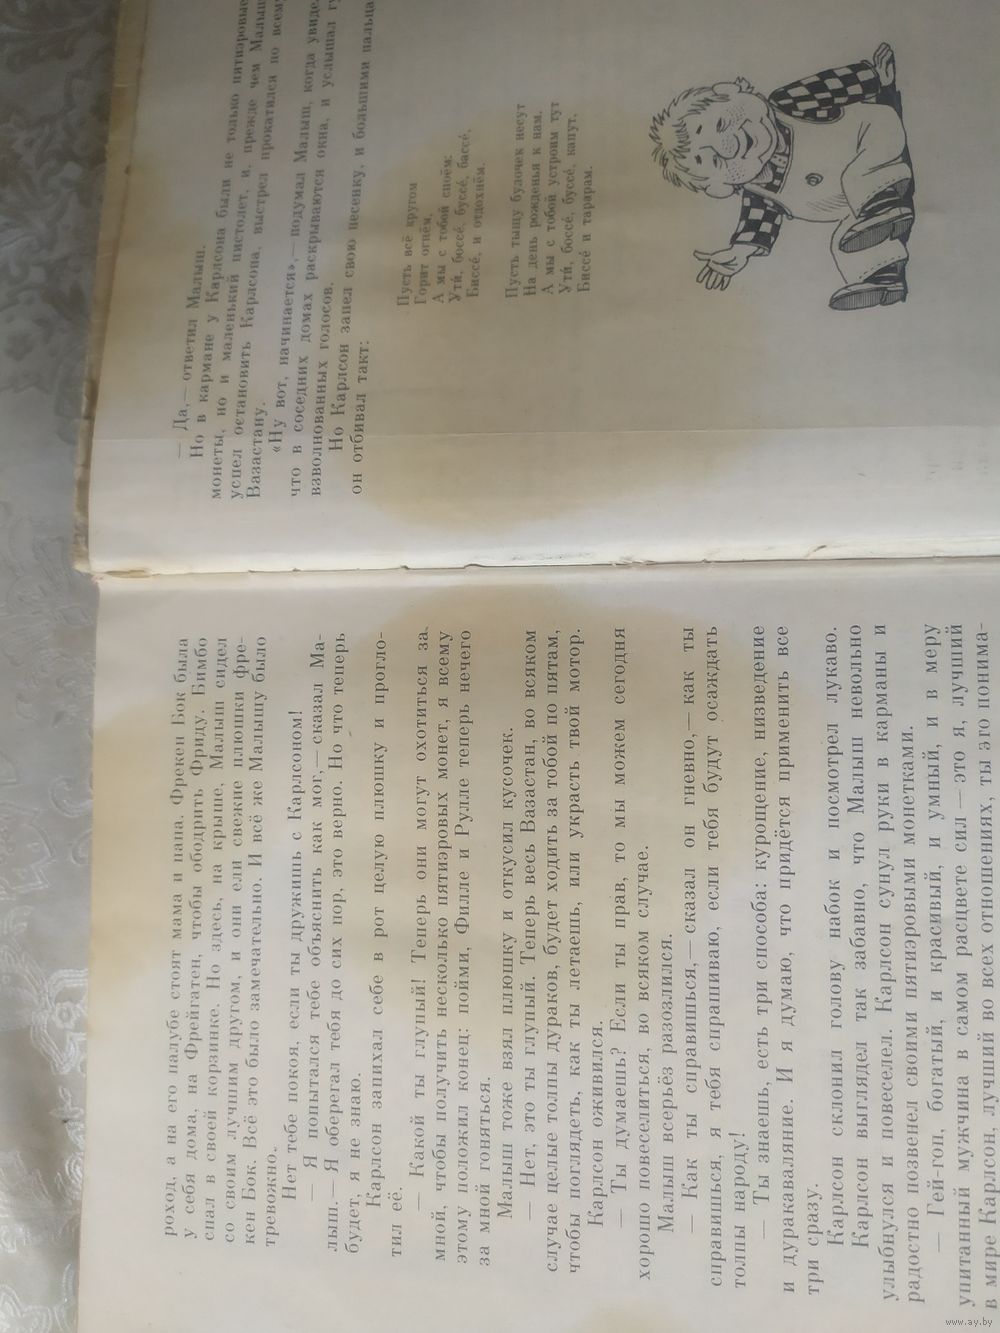 роход, а на его палубе стоят мама и папа. Фрекен Бок была
у себя дома, на Фрейгатен, чтобы ободрить Фриду. Бимбо
спал в своей корзинке. Но здесь, на крыше, Малыш сидел
со своим лучшим другом, и они ели свежие плюшки фре-
кен Бок. Всё это было замечательно. И всё же Малышу было
тревожно.
Нет тебе покоя, если ты дружишь с Карлсоном!
— Я попытался тебе объяснить как мог,— сказал Ма-
лыш.— Я оберегал тебя до сих пор, это верно. Но что теперь
будет, я не знаю.
Карлсон запихал себе в рот целую плюшку и прогло-
тил её.
— Какой ты глупый! Теперь они могут охотиться за
мной, чтобы получить несколько пятиэровых монет, я всему
этому положил конец: пойми, Филле и Рулле теперь нечего
за мной гоняться.
Малыш тоже взял плюшку и откусил кусочек.
— Нет, это ты глупый. Теперь весь Вазастан, во всяком
случае целые толпы дураков, будет ходить за тобой по пятам,
чтобы поглядеть, как ты летаешь, или украсть твой мотор.
Карлсон оживился.
— Ты думаешь? Если ты прав, то мы можем сегодня
хорошо повеселиться, во всяком случае.
Малыш всерьёз разозлился.
— Как ты справишься,— сказал он гневно,— как ты
справишься, я тебя спрашиваю, если тебя будут осаждать
толпы народу!
— Ты знаешь, есть три способа: курощение, низведение
и дуракаваляние. И я думаю, что придётся применить все
три сразу.
Карлсон склонил голову набок и посмотрел лукаво.
Карлсон выглядел так забавно, что Малыш невольно
улыбнулся и повеселел. Карлсон сунул руки в карманы и
радостно позвенел своими пятиэровыми монетками.
— Гей-гоп, богатый, и красивый, и умный, и в меру
упитанный мужчина в самом расцвете сил — это я, лучший
в мире Карлсон, лучший во всех отношениях, ты это понима-
— Да,— ответил Малыш.
Но в кармане у Карлсона были не только пятиэровые
монеты, но и маленький пистолет, и, прежде чем Малыш
успел остановить Карлсона, выстрел прокатился по всему
Вазастану.
«Ну вот, начинается»,— подумал Малыш, когда увидел,
что в соседних домах раскрываются окна, и услышал
взволнованных голосов.
Но Карлсон запел свою песенку, и большими пальцами
он отбивал такт:
Пусть всё кругом
Горит огнём,
А мы с тобой споём:
Ути, боссе, буссе, бассе,
Биссе, и отдохнём.
Пусть тыщу булочек несут
На день рожденья к нам.
А мы с тобой устроим тут
Ути, боссе, буссе, капут,
Биссе и тарарам.
www.ay.by